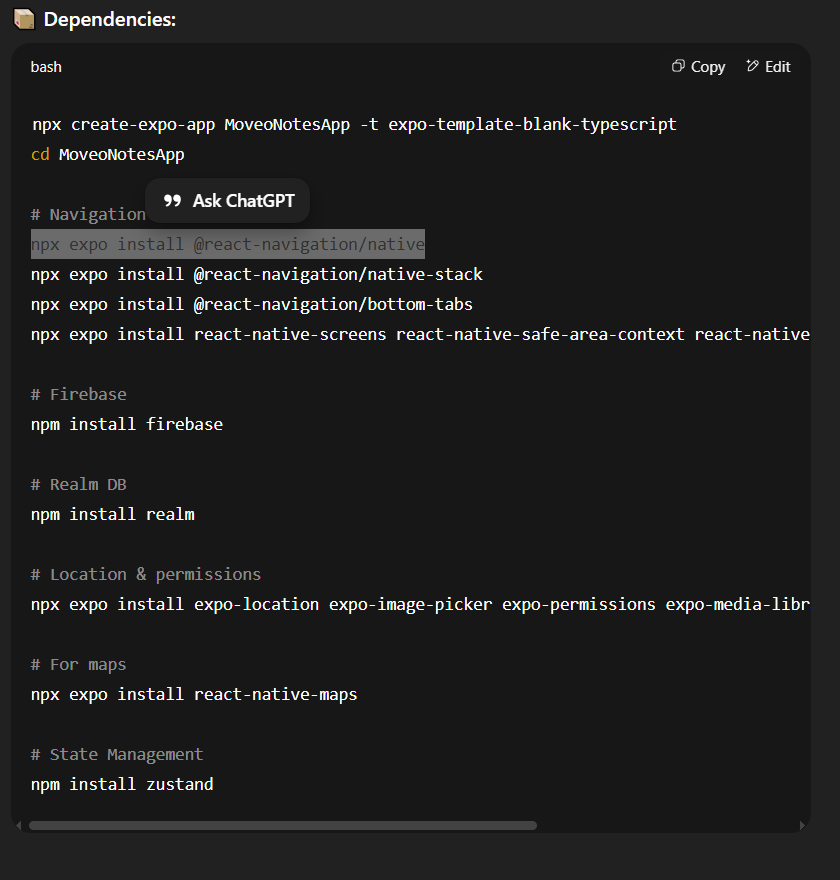 Dependencies:
bash
Copy
Edit
npx create-expo-app MoveoNotesApp -t expo-template-blank-typescript
cd MoveoNotesApp
Ask ChatGPT
# Navigation
npx expo install @react-navigation/native
npx expo install @react-navigation/native-stack
npx expo install @react-navigation/bottom-tabs
npx expo install react-native-screens react-native-safe-area-context react-native
# Firebase
npm install firebase
# Realm DB
npm install realm
# Location & permissions
npx expo install expo-location expo-image-picker expo-permissions expo-media-libr
# For maps
npx expo install react-native-maps
# State Management
npm install zustand